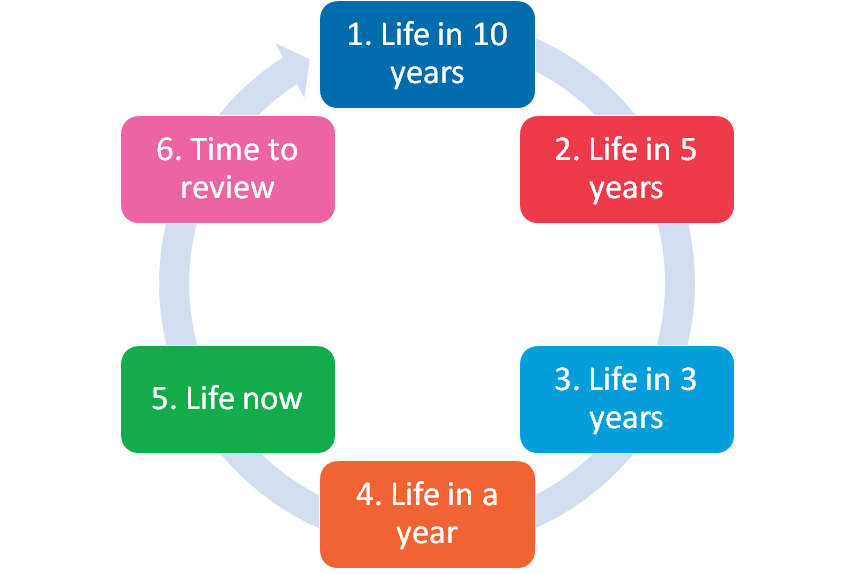 1. Life in 10
years
2. Life in 5
years
3. Life in 3
years
4. Life in a
year
5. Life now
6. Time to
review